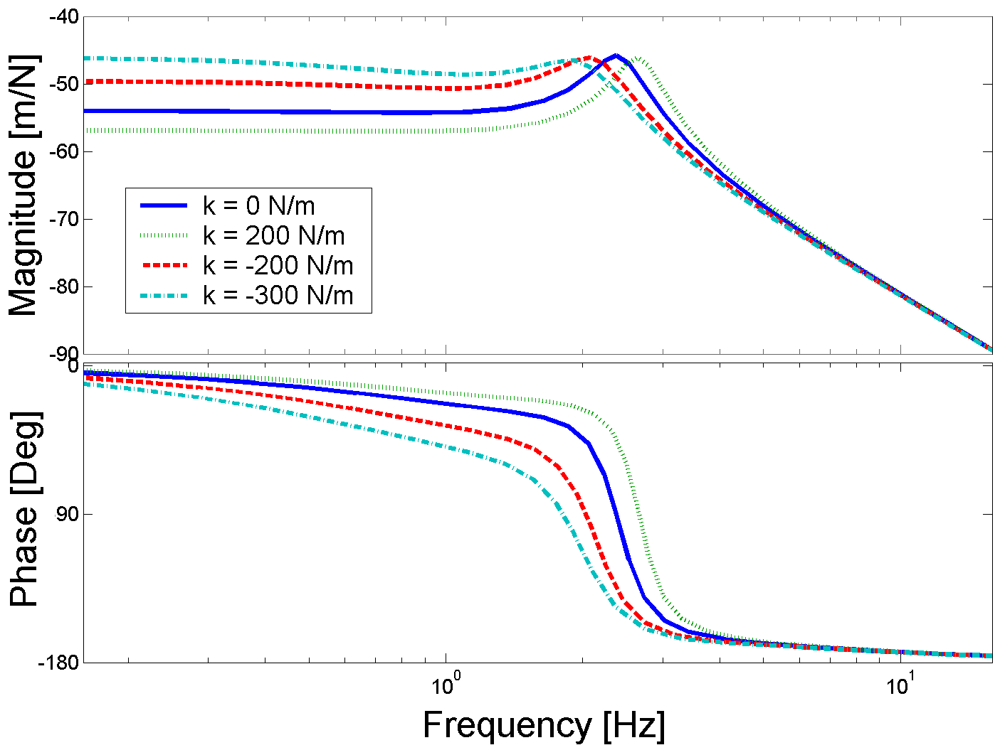 Magnitude [m/N]
-40
-50
-60
-70
-80
-90
k = 0 N/m
k = 200 N/m
k = -200 N/m
k = -300 N/m
Phase [Deg]
0
90
-180
10^0
10^1
Frequency [Hz]